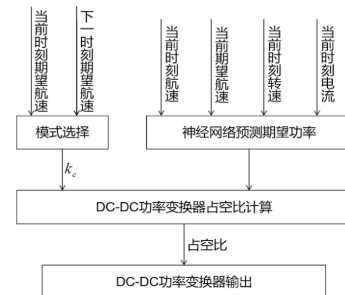 当前时刻期望航速
下一时刻期望航速
当前时刻航速
当前期望航速
当前时刻转速
当前时刻电流
模式选择
神经网络预测期望功率
k_c
DC-DC功率变换器占空比计算
占空比
DC-DC功率变换器输出